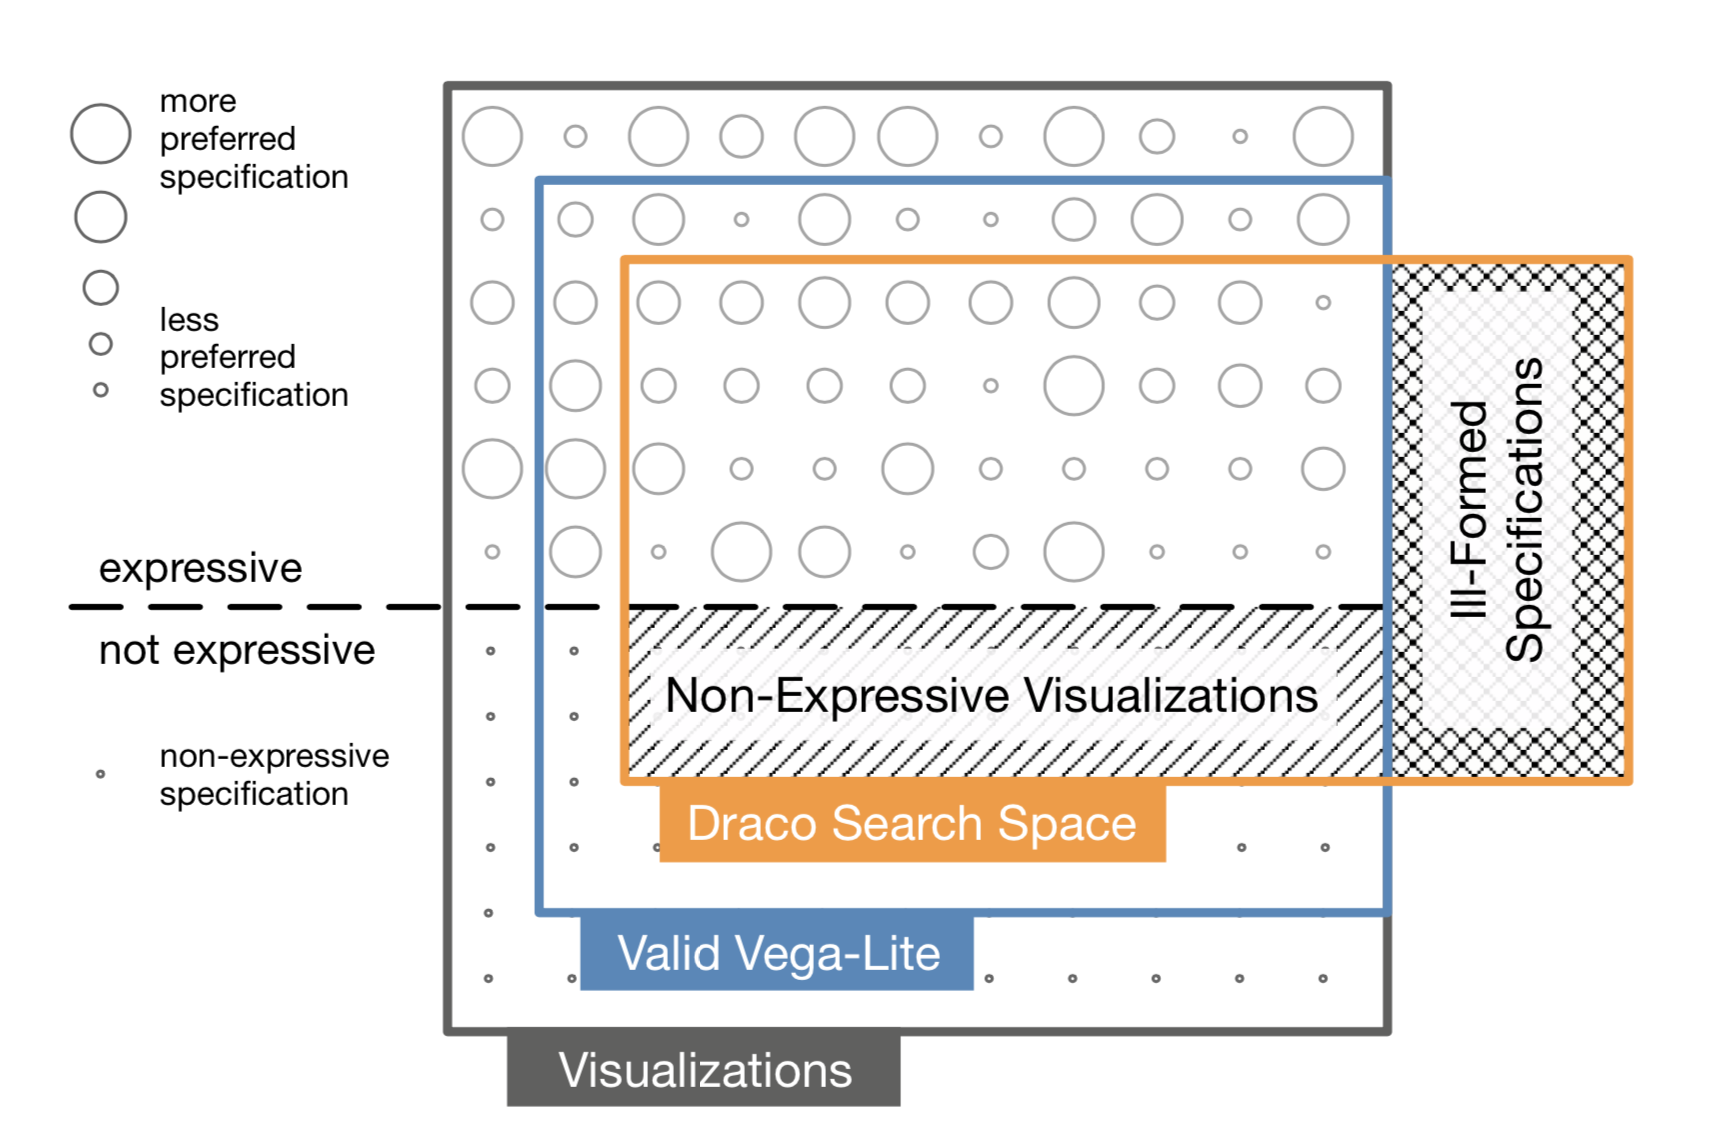 more
preferred
specification
less
preferred
specification
expressive
not expressive
non-expressive
specification
Ill-Formed
Specifications
Non-Expressive Visualizations
Draco Search Space
Valid Vega-Lite
Visualizations